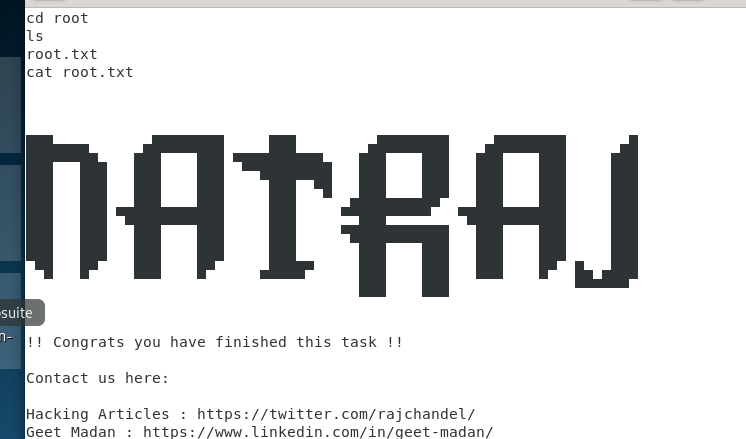 cd root
ls
root.txt
cat root.txt
NATRAJ
suite
n-
!! Congrats you have finished this task !!
Contact us here:
Hacking Articles : https://twitter.com/rajchandel/
Geet Madan : https://www.linkedin.com/in/geet-madan/